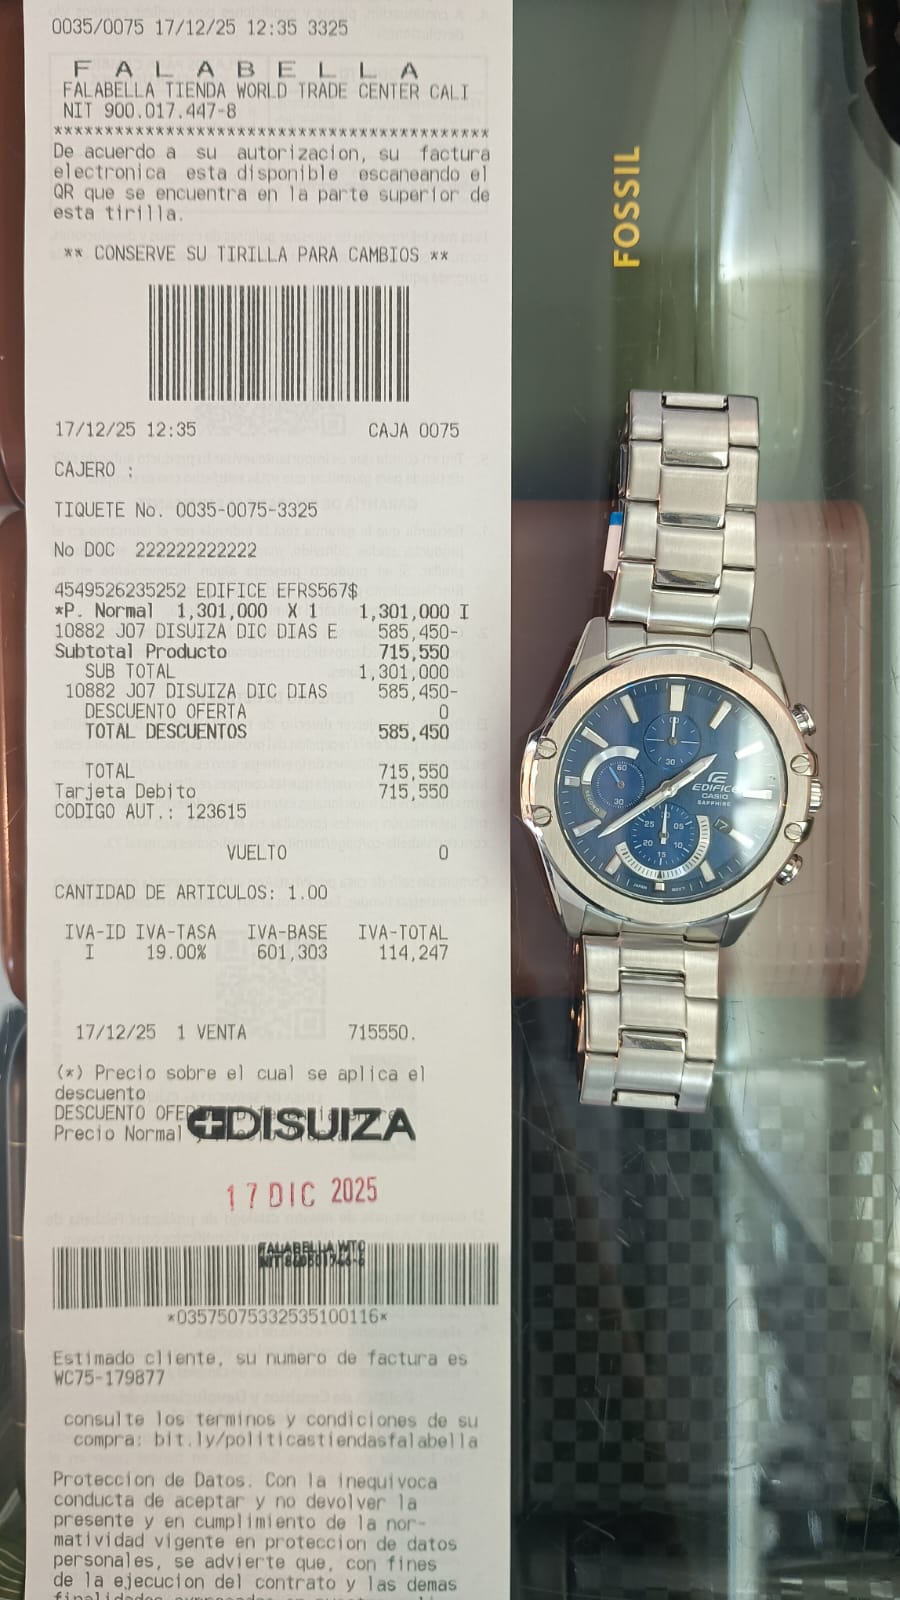 0035/0075 17/12/25 12:35 3325
F A L A B E L L A
FALABELLA TIENDA WORLD TRADE CENTER CALI
NIT 900.017.447-8
*******************************************
De acuerdo a su autorizacion, su factura
electronica esta disponible escaneando el
QR que se encuentra en la parte superior de
esta tirilla.
** CONSERVE SU TIRILLA PARA CAMBIOS **
17/12/25 12:35 CAJA 0075
CAJERO :
TIQUETE No. 0035-0075-3325
No DOC 222222222222
4549526235252 EDIFICE EFRS567$
*P. Normal 1,301,000 X 1 1,301,000 I
10882 J07 DISUIZA DIC DIAS E 585,450-
Subtotal Producto 715,550
SUB TOTAL 1,301,000
10882 J07 DISUIZA DIC DIAS 585,450-
DESCUENTO OFERTA 0
TOTAL DESCUENTOS 585,450
TOTAL 715,550
Tarjeta Debito 715,550
CODIGO AUT.: 123615
VUELTO 0
CANTIDAD DE ARTICULOS: 1.00
IVA-ID IVA-TASA IVA-BASE IVA-TOTAL
I 19.00% 601,303 114,247
17/12/25 1 VENTA 715550.
(*) Precio sobre el cual se aplica el
descuento
DESCUENTO
Precio Normal
DISUIZA
17 DIC 2025
FALABELLA WTC
NIT
*03575075332535100116*
Estimado cliente, su numero de factura es
WC75-179877
consulte los terminos y condiciones de su
compra: bit.ly/politicastiendasfalabella
Proteccion de Datos. Con la inequivoca
conducta de aceptar y no devolver la
presente y en cumplimiento de la nor-
matividad vigente en proteccion de datos
personales, se advierte que, con fines
de la ejecucion del contrato y las demas
FOSSIL
60
30
30
EDIFICE
CASIO
SAPPHIRE
25 05
20 10
15
7